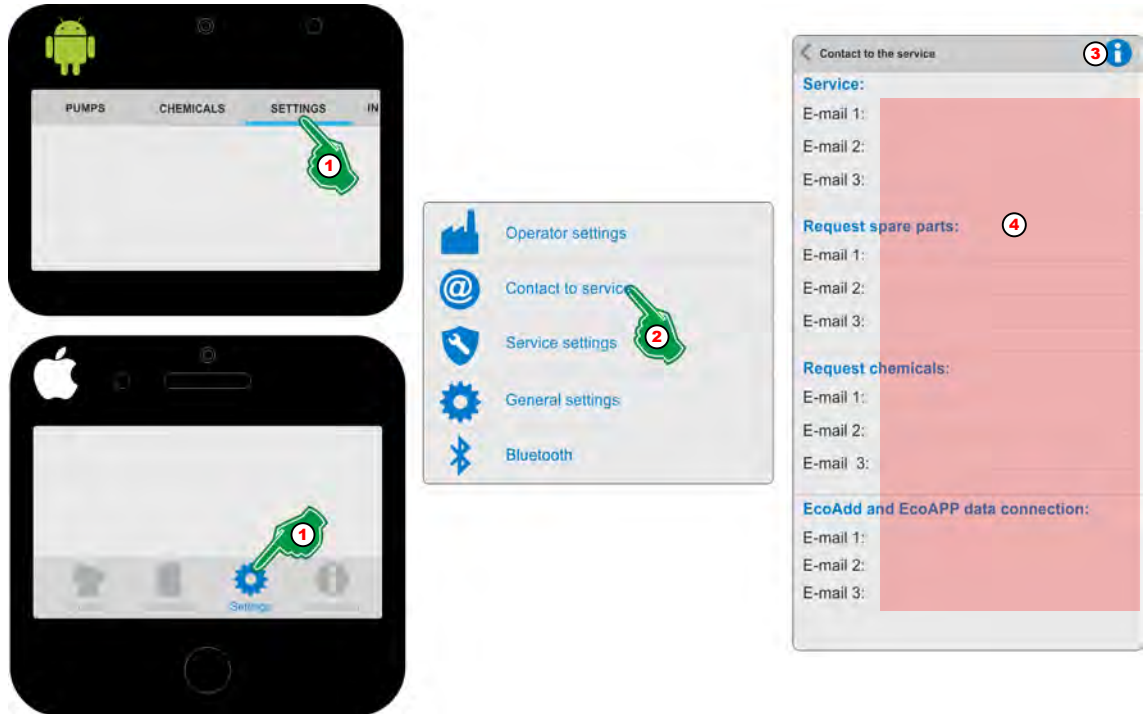 PUMPS CHEMICALS SETTINGS IN
1
1
Settings
Operator settings
Contact to service
2
Service settings
General settings
Bluetooth
Contact to the service
3
Service:
E-mail 1:
E-mail 2:
E-mail 3:
Request spare parts:
4
E-mail 1:
E-mail 2:
E-mail 3:
Request chemicals:
E-mail 1:
E-mail 2:
E-mail 3:
EcoAdd and EcoAPP data connection:
E-mail 1:
E-mail 2:
E-mail 3: